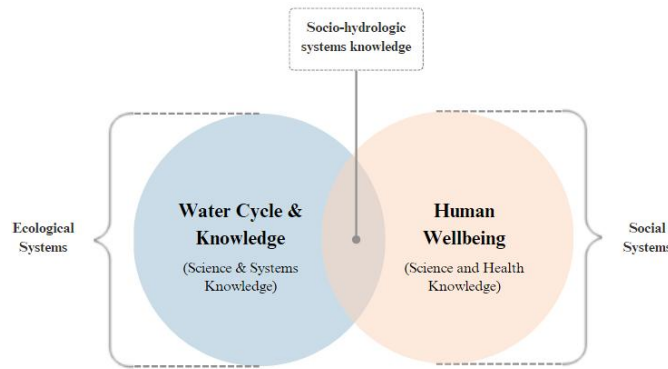 Socio-hydrologic
systems knowledge
Ecological
Systems
Water Cycle &
Knowledge
(Science & Systems
Knowledge)
Human
Wellbeing
(Science and Health
Knowledge)
Social
Systems